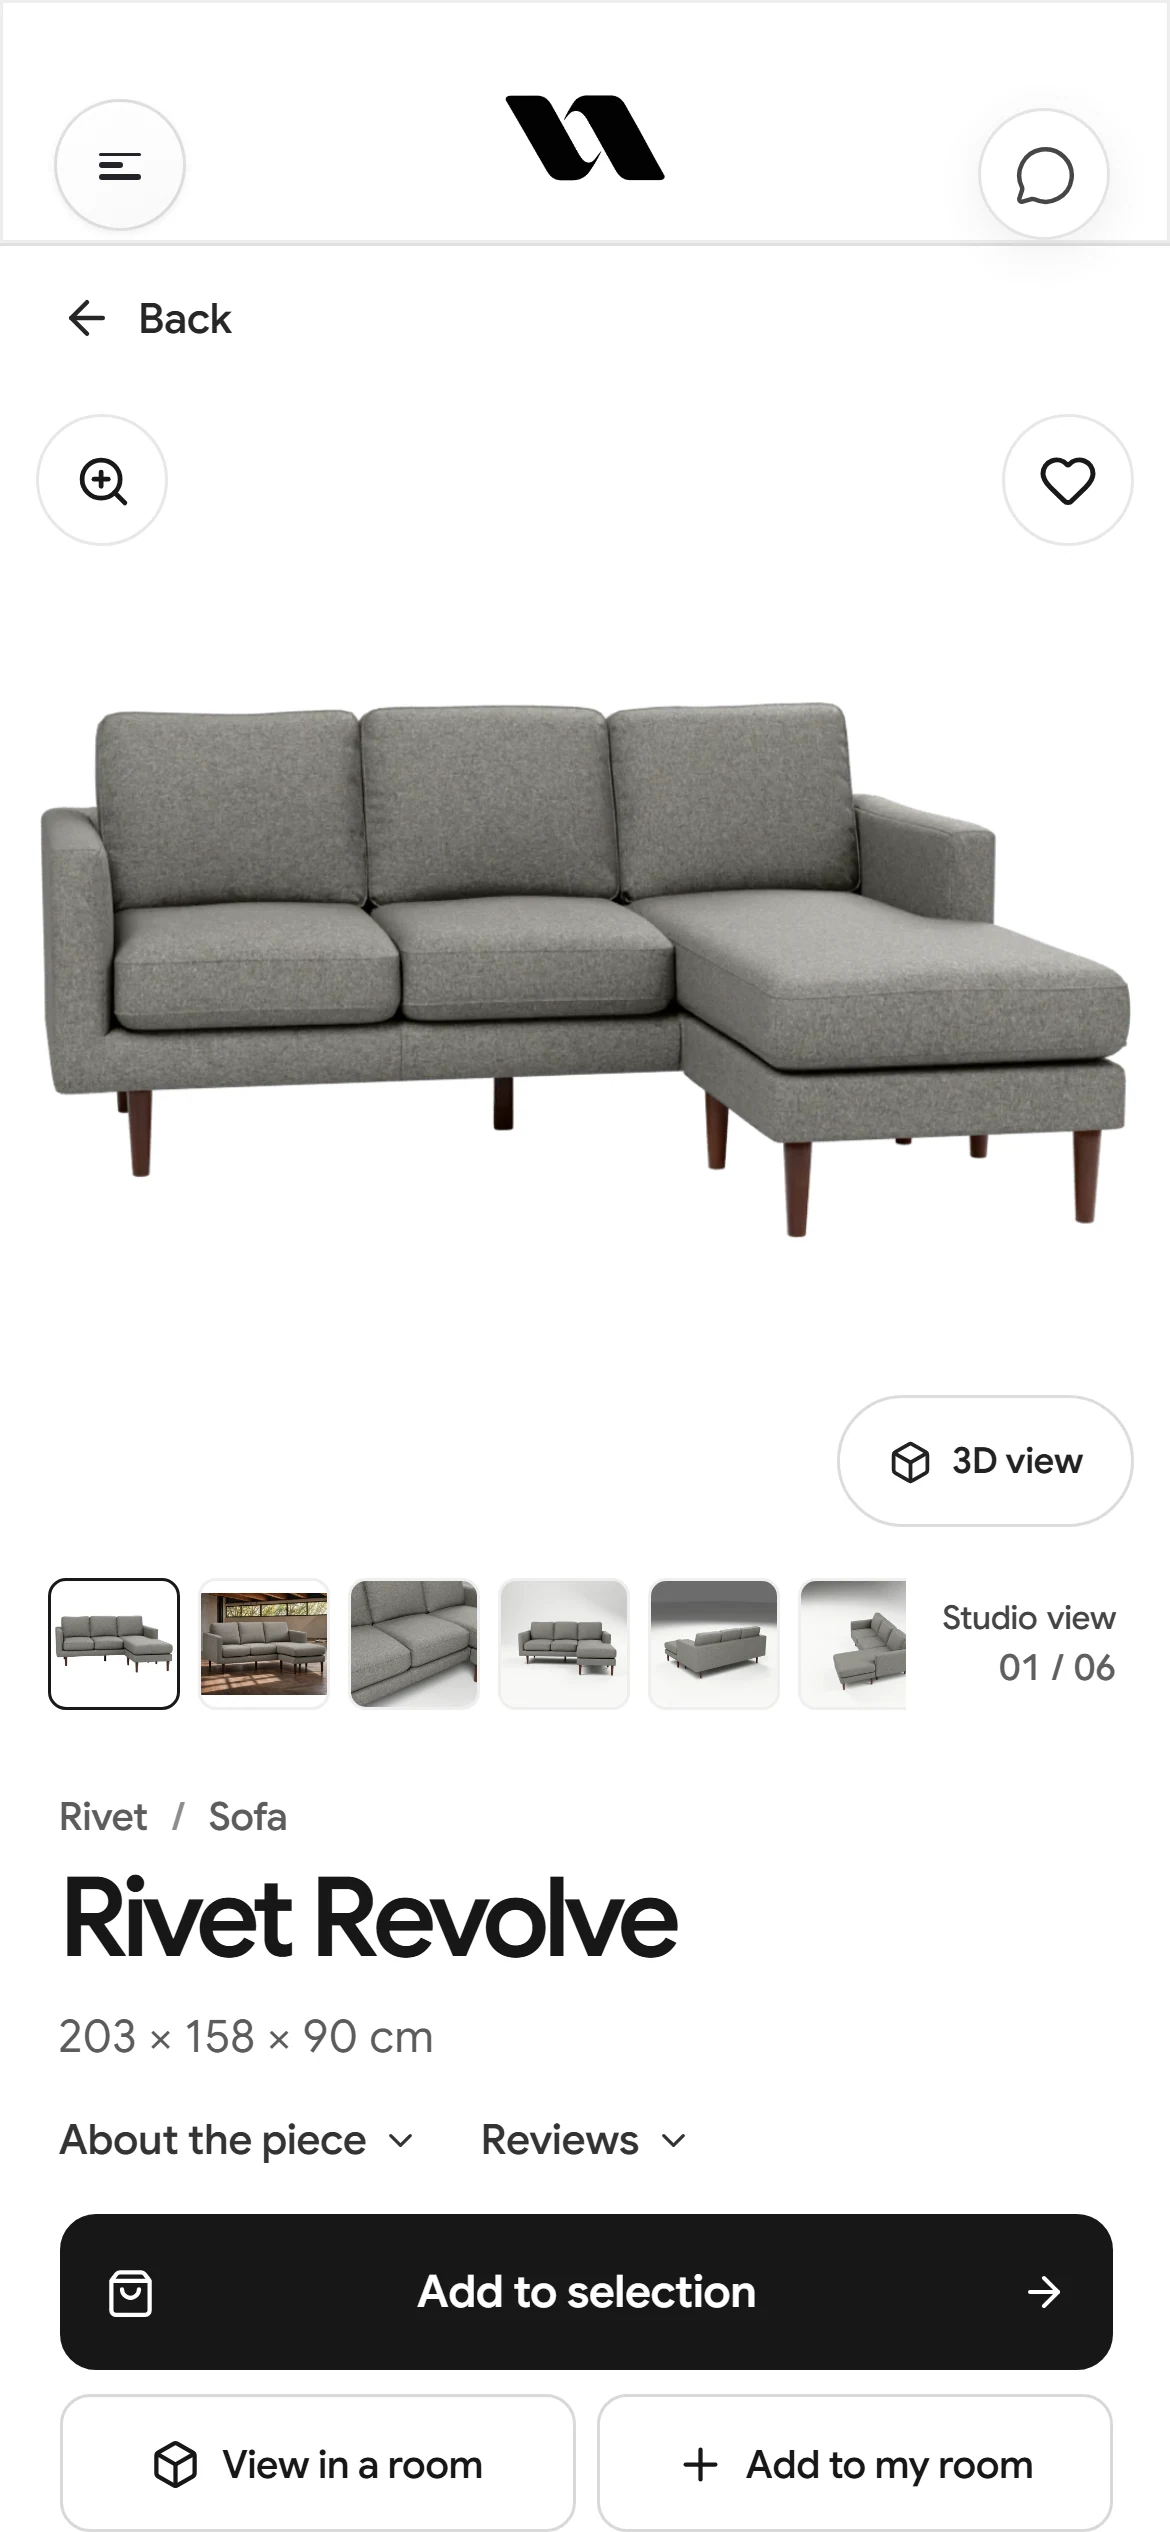 Back
3D view
Studio view
01 / 06
Rivet / Sofa
Rivet Revolve
203 × 158 × 90 cm
About the piece
Reviews
Add to selection
View in a room
Add to my room